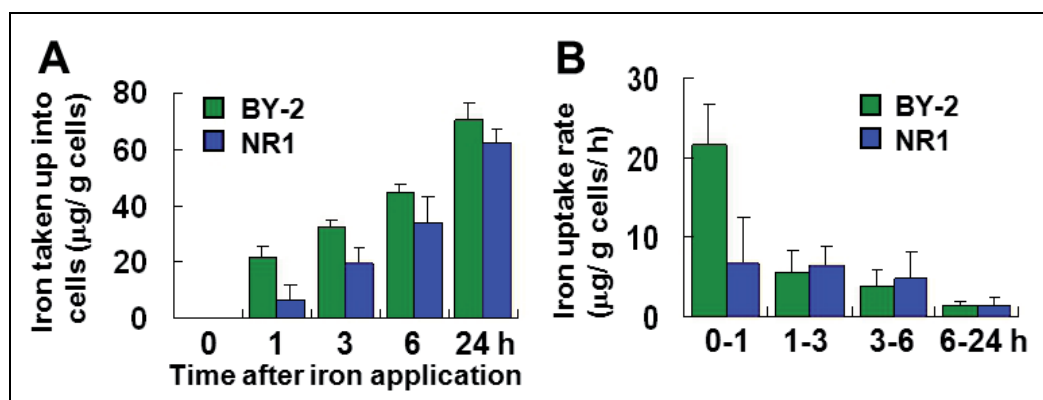 A
Iron taken up into
cells (μg/ g cells)
80
60
40
20
0
BY-2
NR1
0 1 3 6 24 h
Time after iron application
B
Iron uptake rate
(μg/ g cells/ h)
30
20
10
0
BY-2
NR1
0-1 1-3 3-6 6-24 h